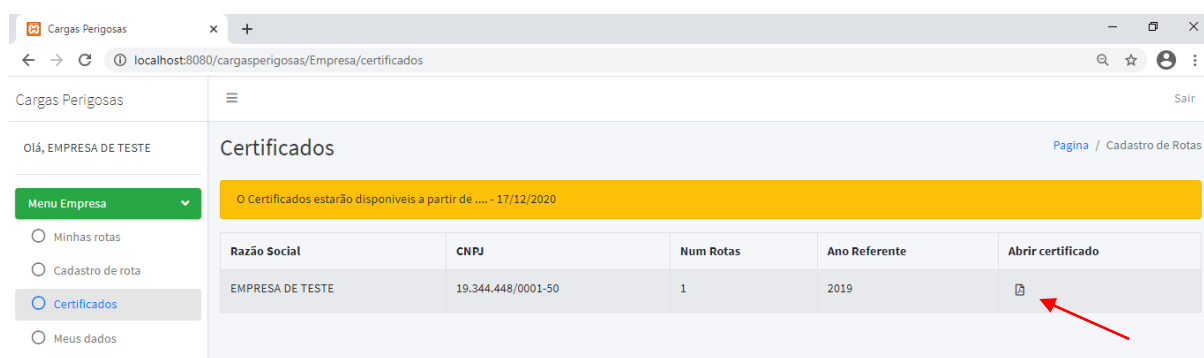 Cargas Perigosas
localhost:8080/cargasperigosas/Empresa/certificados
Cargas Perigosas
Sair
Olá, EMPRESA DE TESTE
Certificados
Pagina / Cadastro de Rotas
Menu Empresa
O Certificados estarão disponiveis a partir de .... - 17/12/2020
Minhas rotas
Cadastro de rota
Certificados
Meus dados
Razão Social CNPJ Num Rotas Ano Referente Abrir certificado
EMPRESA DE TESTE 19.344.448/0001-50 1 2019